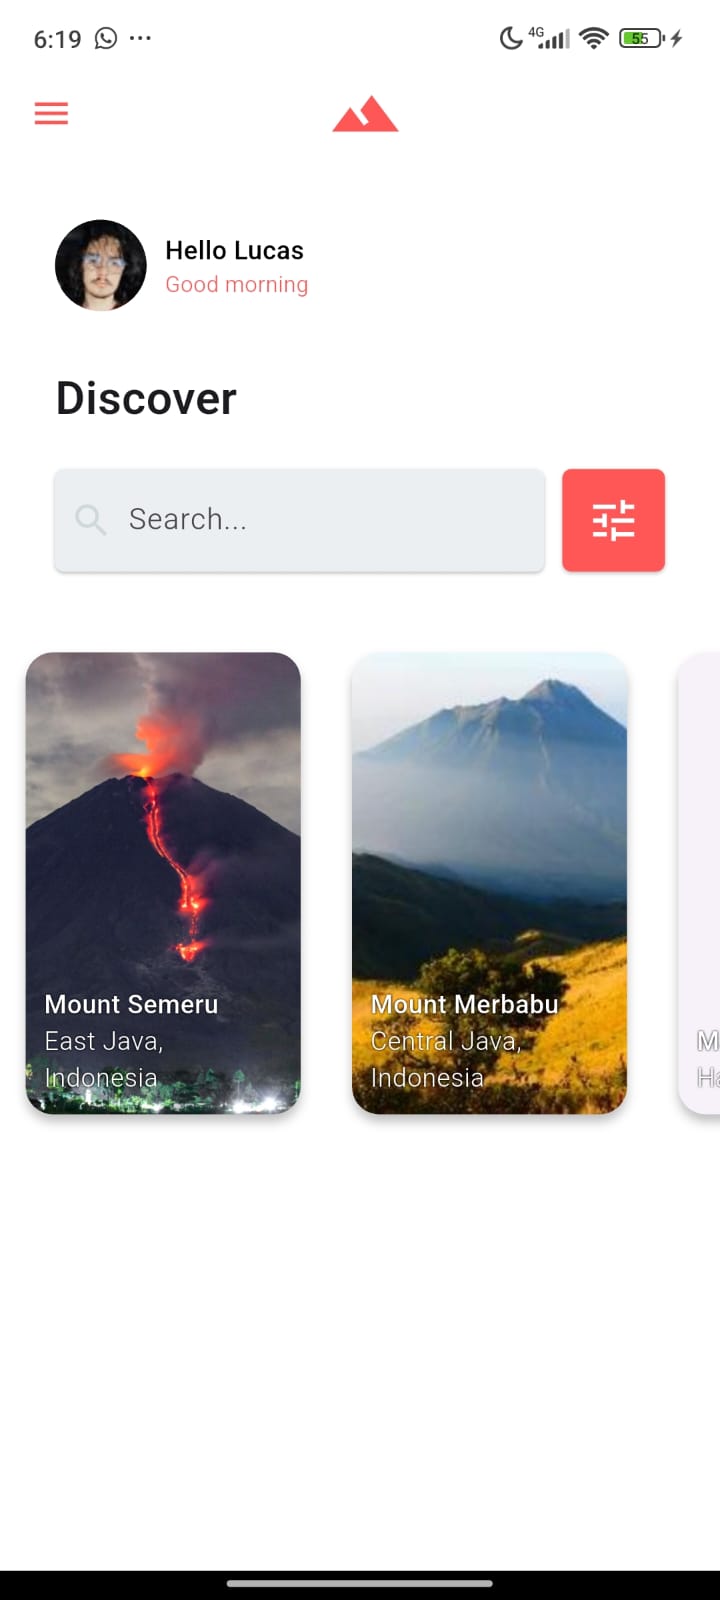 6:19
4G
55
Hello Lucas
Good morning
Discover
Search...
Mount Semeru
East Java,
Indonesia
Mount Merbabu
Central Java,
Indonesia
M
Ha